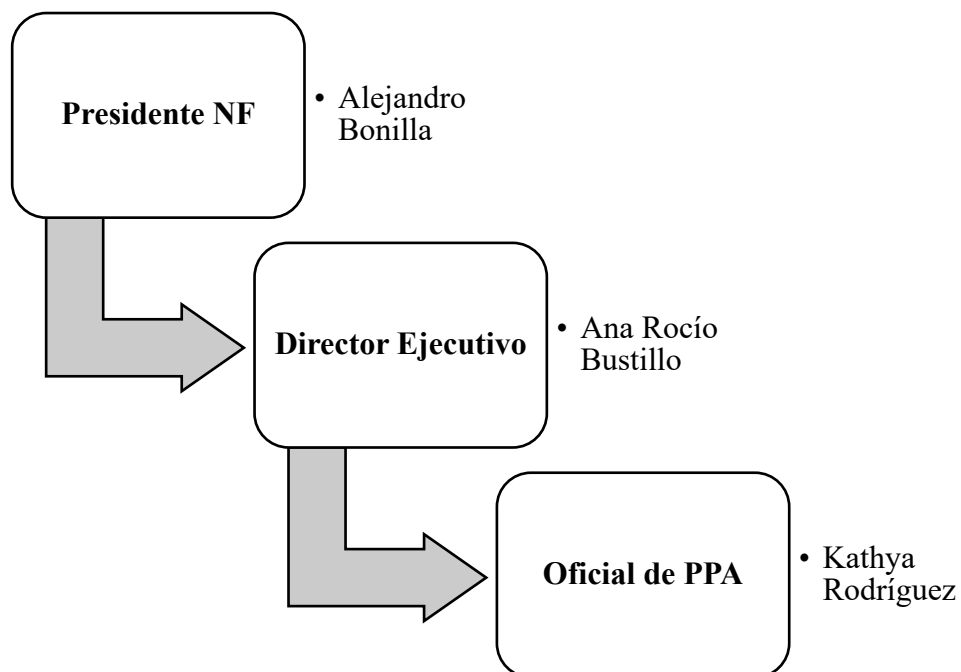 Presidente NF
• Alejandro
Bonilla
Director Ejecutivo
• Ana Rocío
Bustillo
Oficial de PPA
• Kathya
Rodríguez